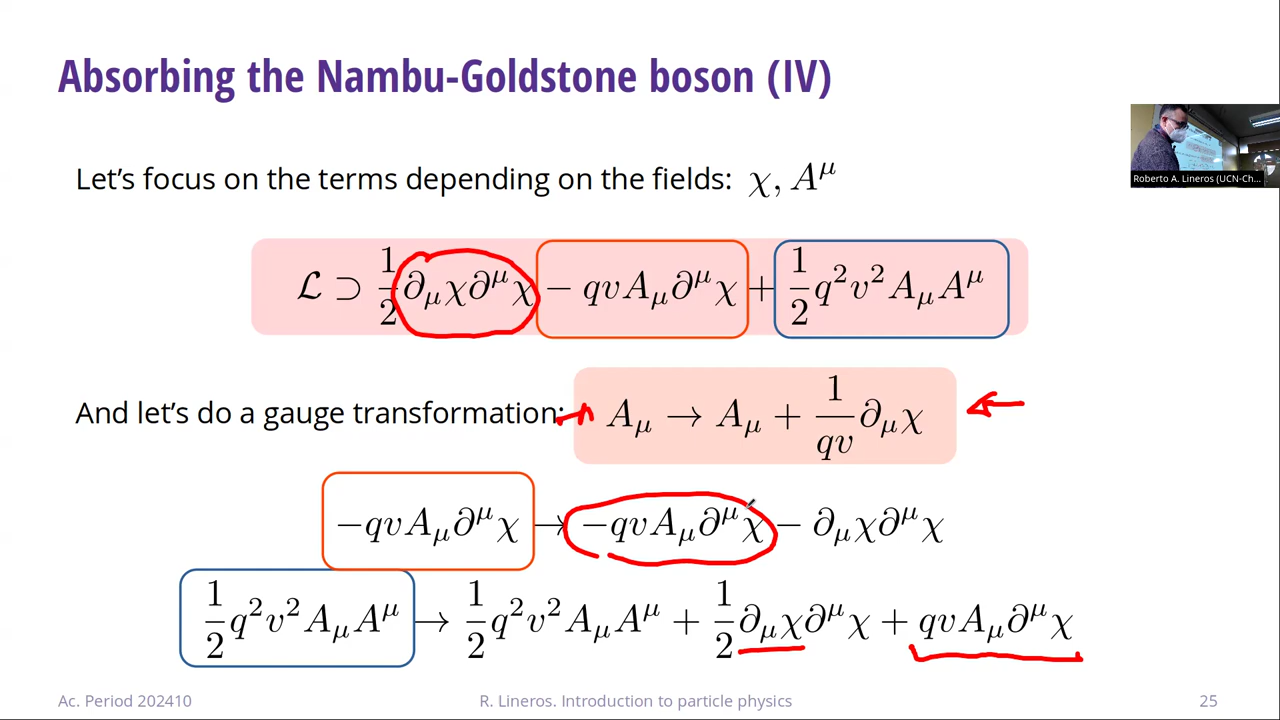 Absorbing the Nambu-Goldstone boson (IV)
Let's focus on the terms depending on the fields: χ, A^μ
Roberto A. Lineros (UCN-Ch...
ℒ ⊃ 1/2 ∂_μχ∂^μχ − qvA_μ∂^μχ + 1/2 q²v²A_μA^μ
And let's do a gauge transformation: A_μ → A_μ + 1/qv ∂_μχ
−qvA_μ∂^μχ → −qvA_μ∂^μχ − ∂_μχ∂^μχ
1/2 q²v²A_μA^μ → 1/2 q²v²A_μA^μ + 1/2 ∂_μχ∂^μχ + qvA_μ∂^μχ
Ac. Period 202410
R. Lineros. Introduction to particle physics
25